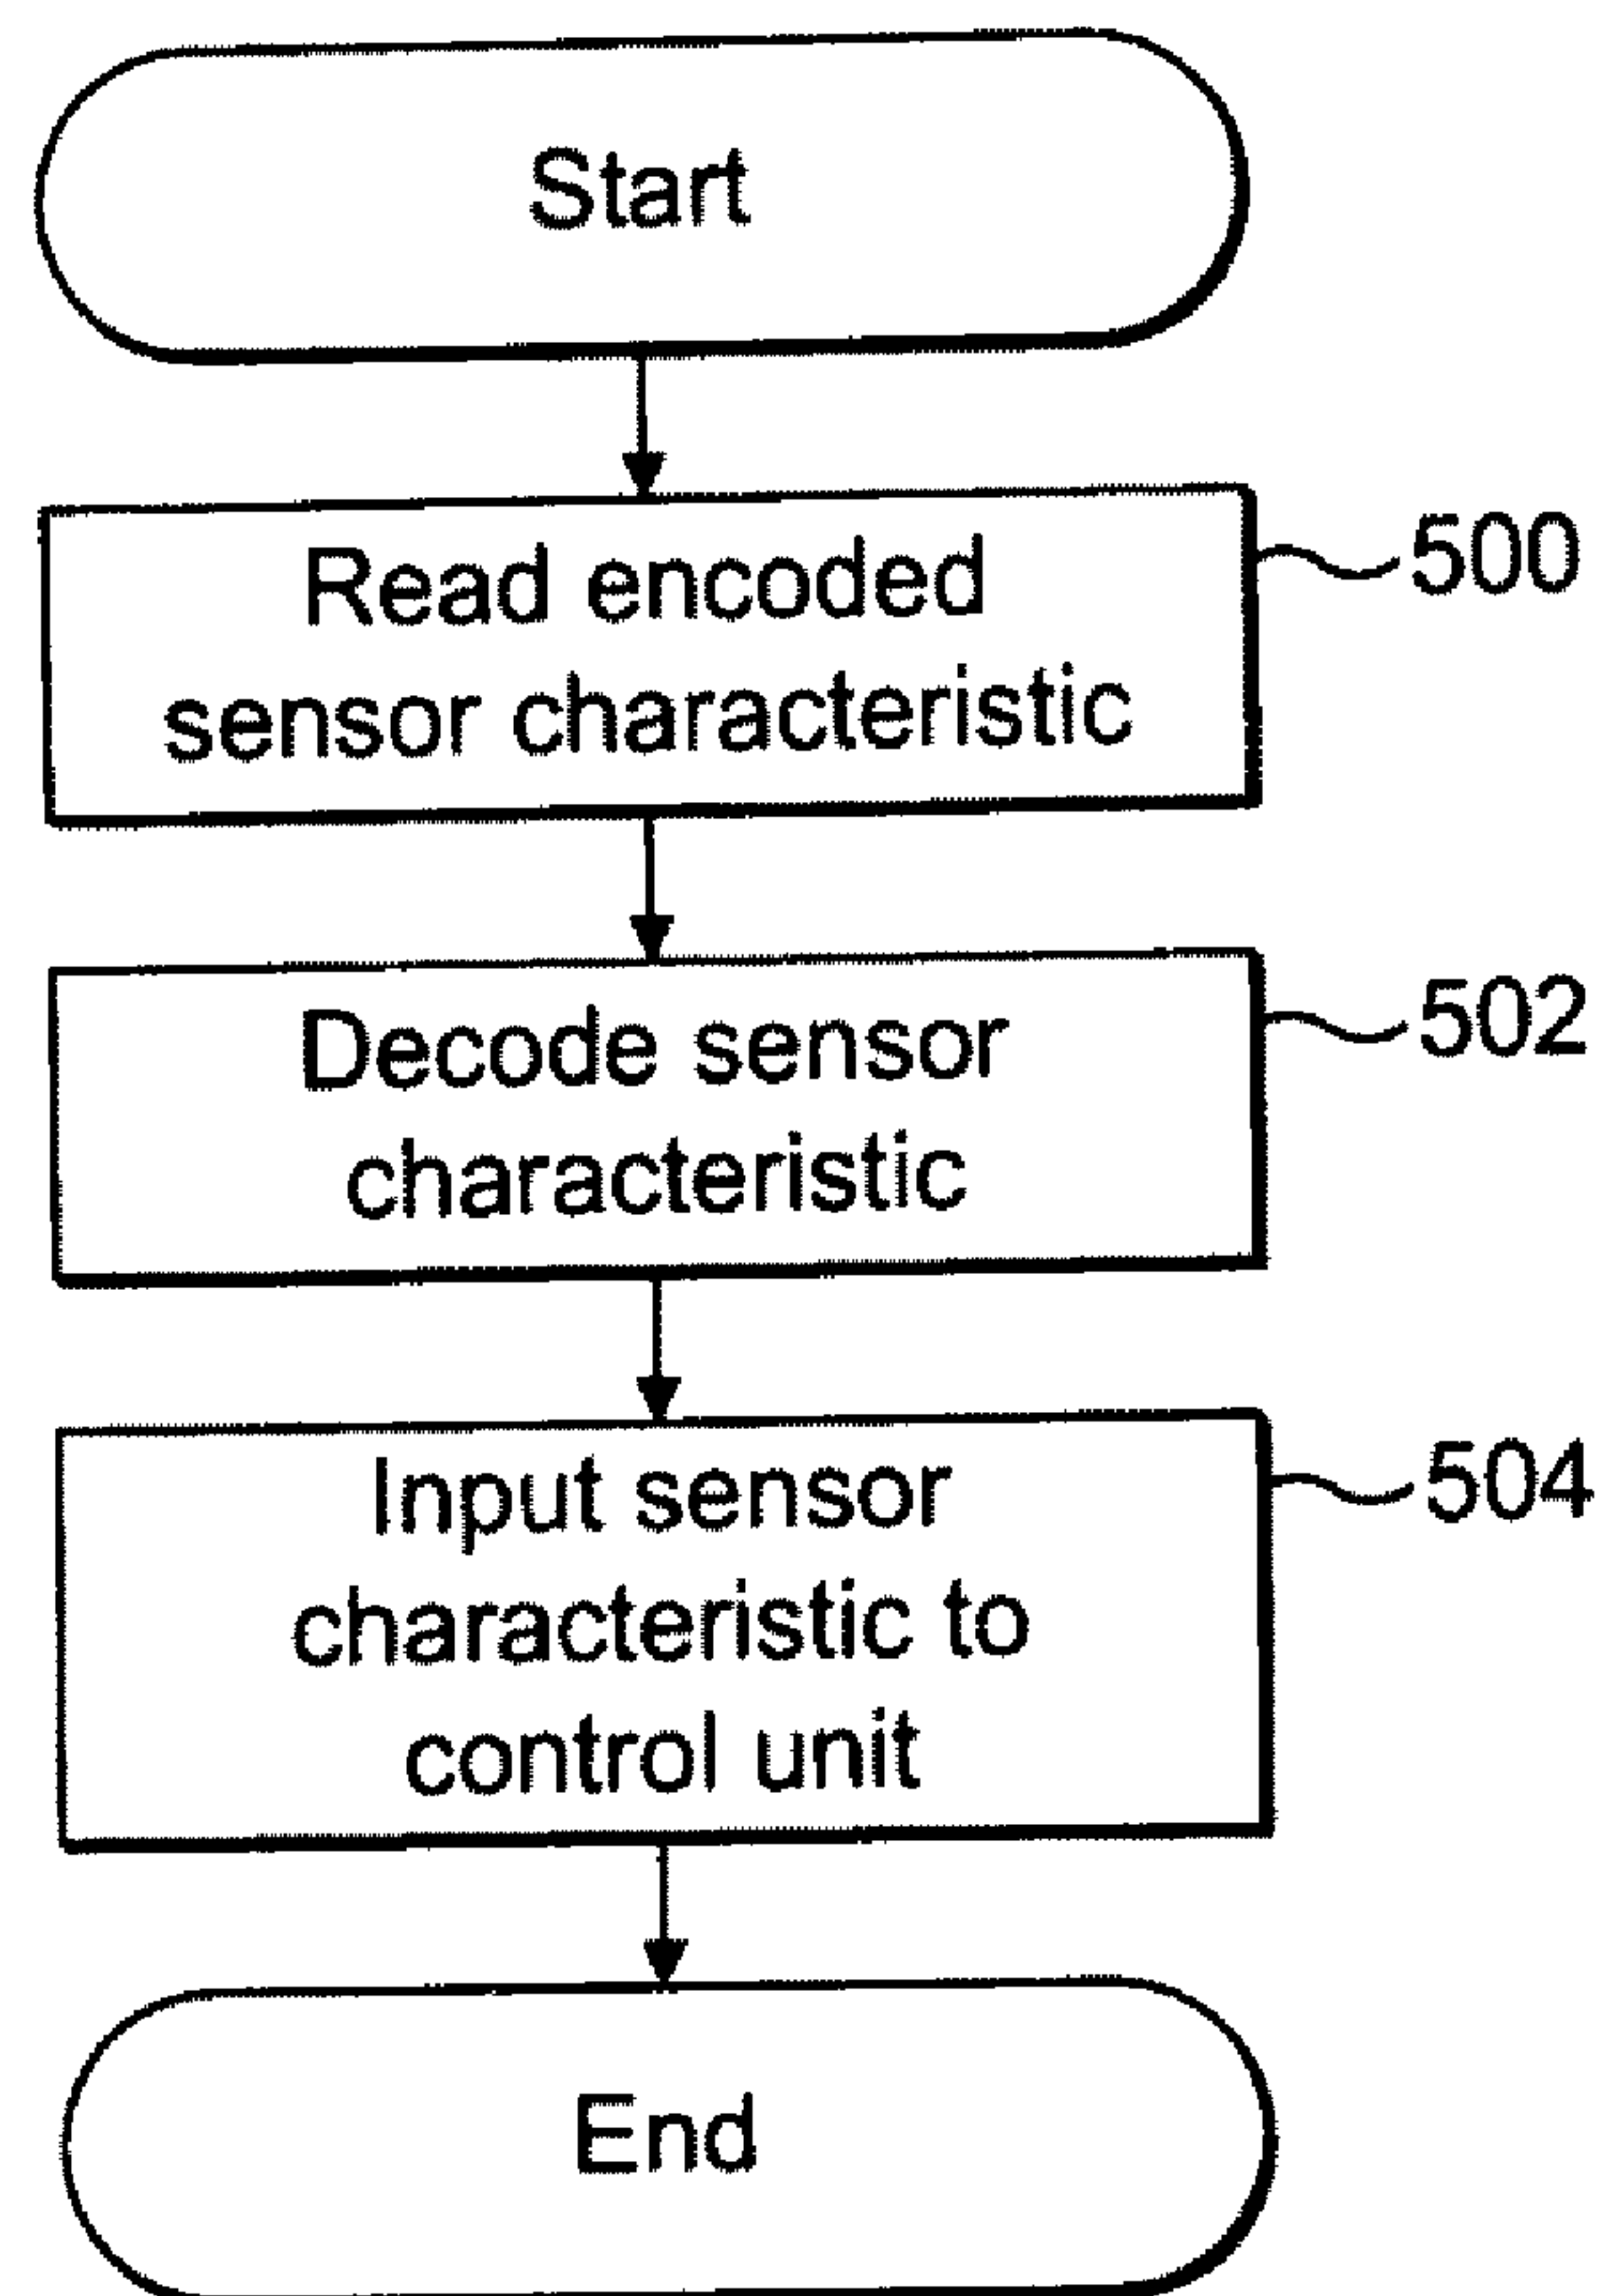 Start
Read encoded
sensor characteristic
500
Decode sensor
characteristic
502
Input sensor
characteristic to
control unit
504
End